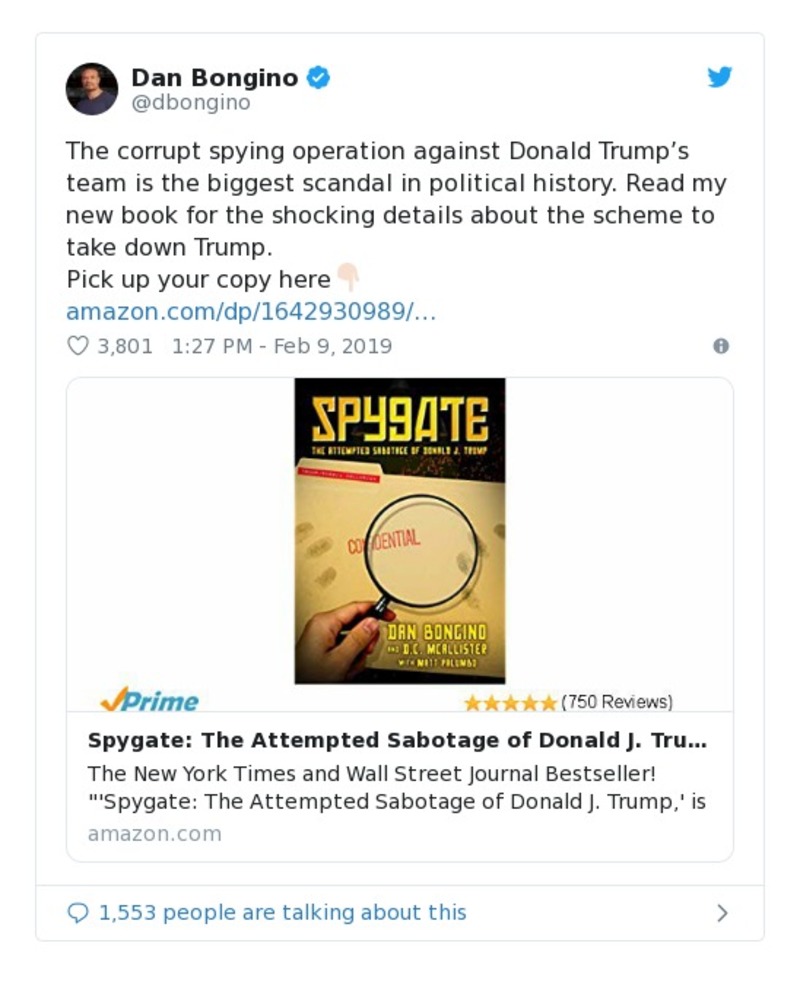 Dan Bongino
@dbongino
The corrupt spying operation against Donald Trump’s
team is the biggest scandal in political history. Read my
new book for the shocking details about the scheme to
take down Trump.
Pick up your copy here👇🏻
amazon.com/dp/1642930989/…
3,801 1:27 PM - Feb 9, 2019
SPYGATE
THE ATTEMPTED SABOTAGE OF DONALD J. TRUMP
CONFIDENTIAL
DAN BONGINO
AND D.C. MCALLISTER
WITH MATT PALUMBO
Prime
(750 Reviews)
Spygate: The Attempted Sabotage of Donald J. Tru...
The New York Times and Wall Street Journal Bestseller!
"'Spygate: The Attempted Sabotage of Donald J. Trump,' is
amazon.com
1,553 people are talking about this